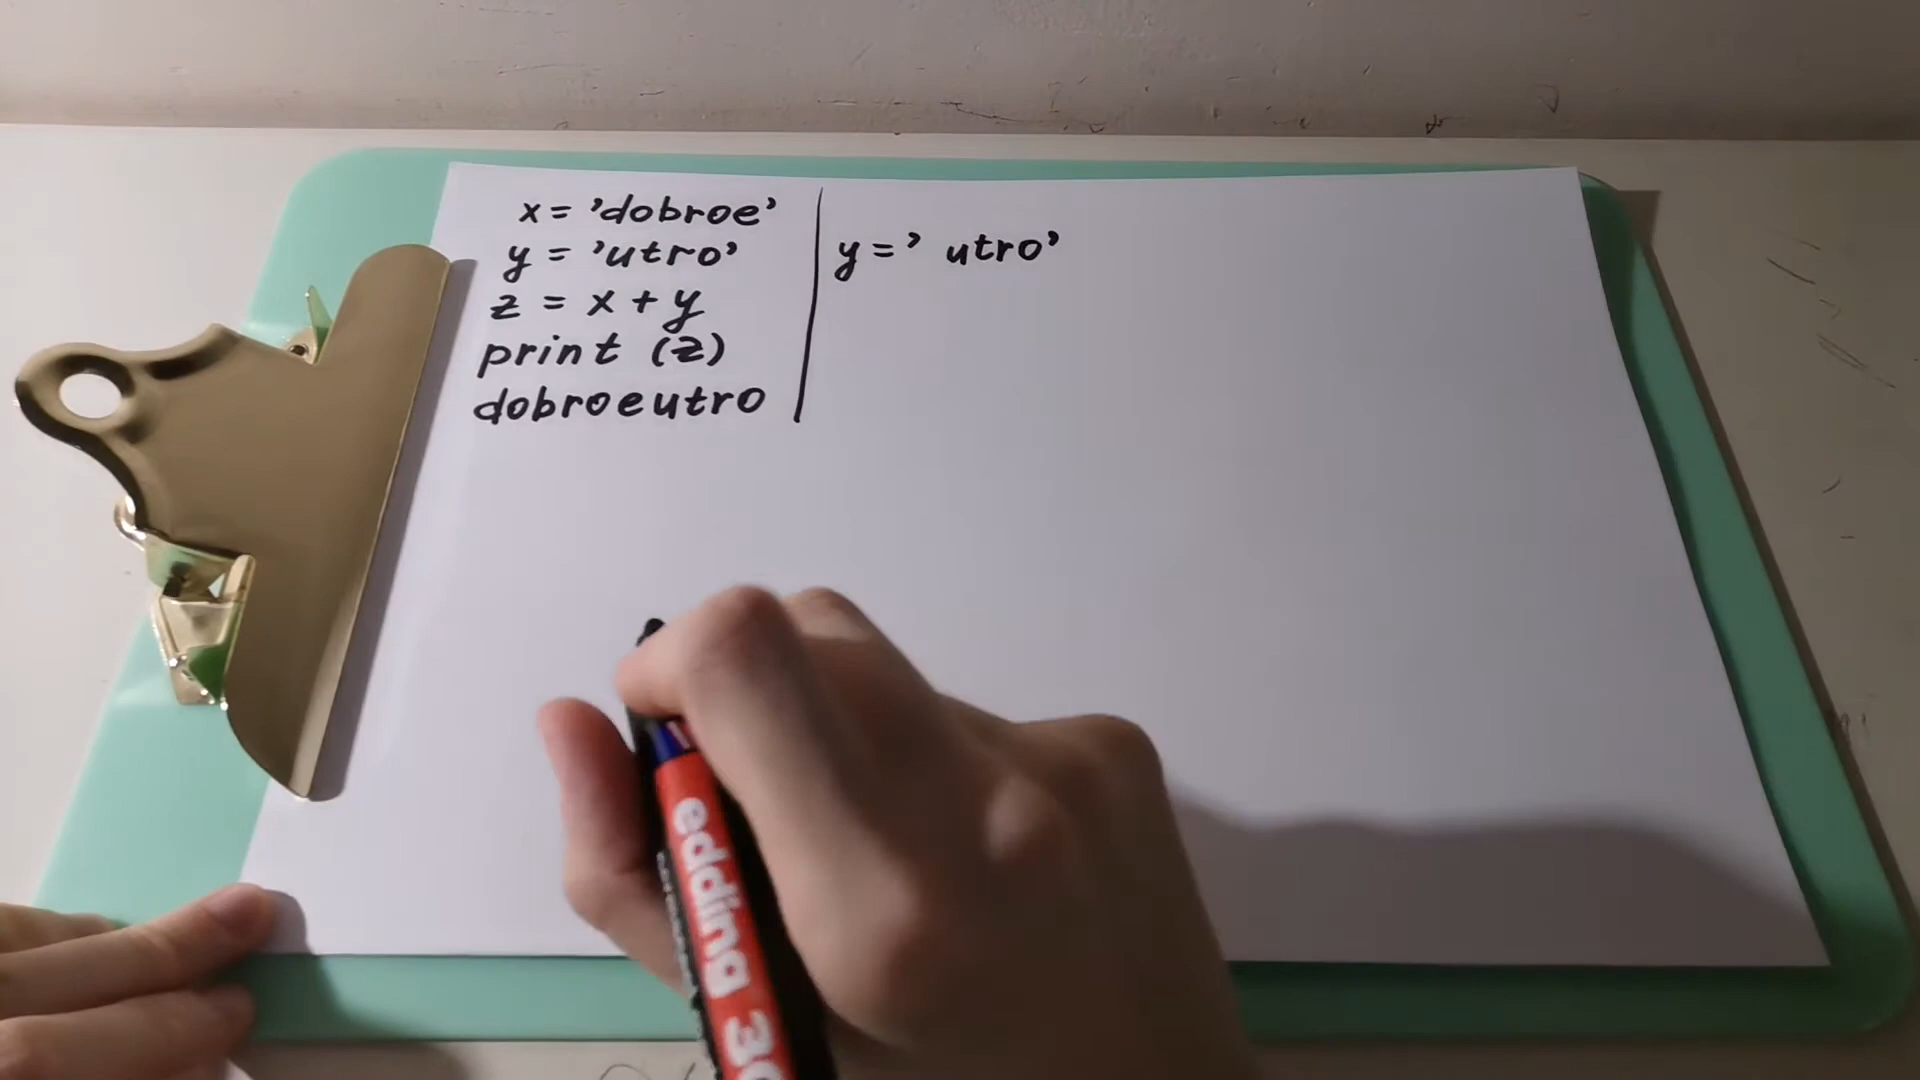 x = 'dobroe'
y = 'utro'
z = x + y
print (z)
dobroeutro
y = ' utro'
edding 30